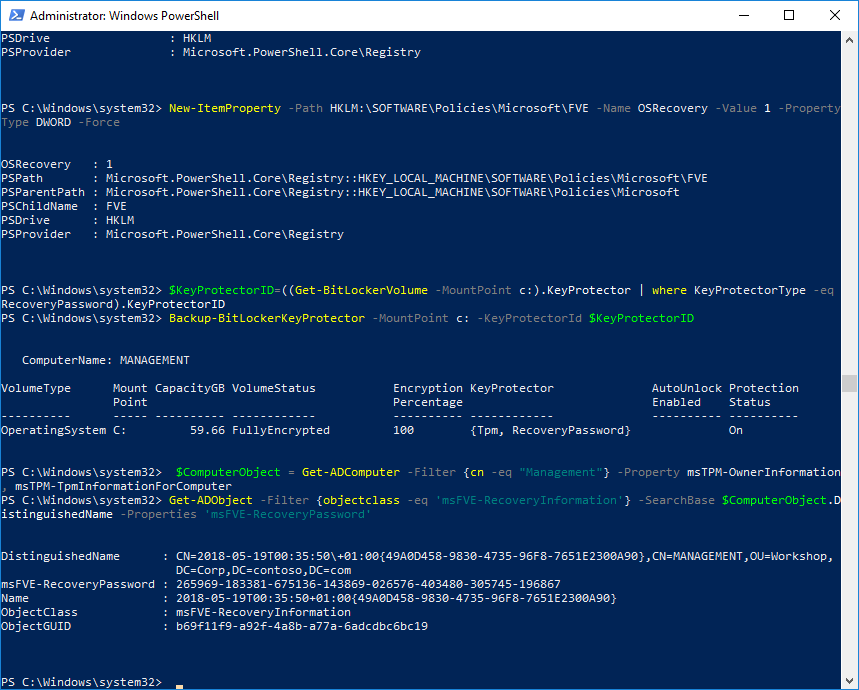 Administrator: Windows PowerShell
PSDrive                 : HKLM
PSProvider              : Microsoft.PowerShell.Core\Registry
PS C:\Windows\system32> New-ItemProperty -Path HKLM:\SOFTWARE\Policies\Microsoft\FVE -Name OSRecovery -Value 1 -Property
Type DWORD -Force
OSRecovery   : 1
PSPath       : Microsoft.PowerShell.Core\Registry::HKEY_LOCAL_MACHINE\SOFTWARE\Policies\Microsoft\FVE
PSParentPath : Microsoft.PowerShell.Core\Registry::HKEY_LOCAL_MACHINE\SOFTWARE\Policies\Microsoft
PSChildName  : FVE
PSDrive      : HKLM
PSProvider   : Microsoft.PowerShell.Core\Registry
PS C:\Windows\system32> $KeyProtectorID=((Get-BitLockerVolume -MountPoint c:).KeyProtector | where KeyProtectorType -eq
RecoveryPassword).KeyProtectorID
PS C:\Windows\system32> Backup-BitLockerKeyProtector -MountPoint c: -KeyProtectorId $KeyProtectorID
   ComputerName: MANAGEMENT
VolumeType      Mount CapacityGB VolumeStatus           Encryption KeyProtector              AutoUnlock Protection
                Point                                   Percentage                           Enabled    Status
----------      ----- ---------- ------------           ---------- ------------              ---------- ----------
OperatingSystem C:         59.66 FullyEncrypted         100        {Tpm, RecoveryPassword}              On
PS C:\Windows\system32>  $ComputerObject = Get-ADComputer -Filter {cn -eq "Management"} -Property msTPM-OwnerInformation
, msTPM-TpmInformationForComputer
PS C:\Windows\system32> Get-ADObject -Filter {objectclass -eq 'msFVE-RecoveryInformation'} -SearchBase $ComputerObject.D
istinguishedName -Properties 'msFVE-RecoveryPassword'
DistinguishedName      : CN=2018-05-19T00:35:50\+01:00{49A0D458-9830-4735-96F8-7651E2300A90},CN=MANAGEMENT,OU=Workshop,
                         DC=Corp,DC=contoso,DC=com
msFVE-RecoveryPassword : 265969-183381-675136-143869-026576-403480-305745-196867
Name                   : 2018-05-19T00:35:50+01:00{49A0D458-9830-4735-96F8-7651E2300A90}
ObjectClass            : msFVE-RecoveryInformation
ObjectGUID             : b69f11f9-a92f-4a8b-a77a-6adcdbc6bc19
PS C:\Windows\system32>